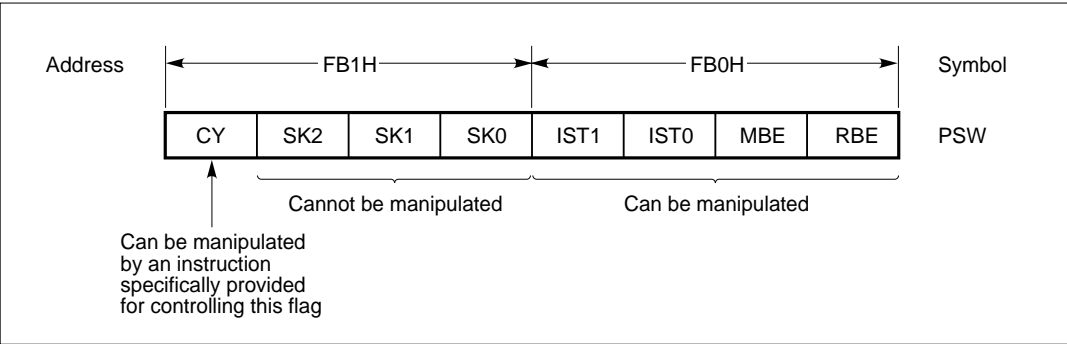 Address FB1H FB0H Symbol
CY SK2 SK1 SK0 IST1 IST0 MBE RBE PSW
Cannot be manipulated Can be manipulated
Can be manipulated
by an instruction
specifically provided
for controlling this flag